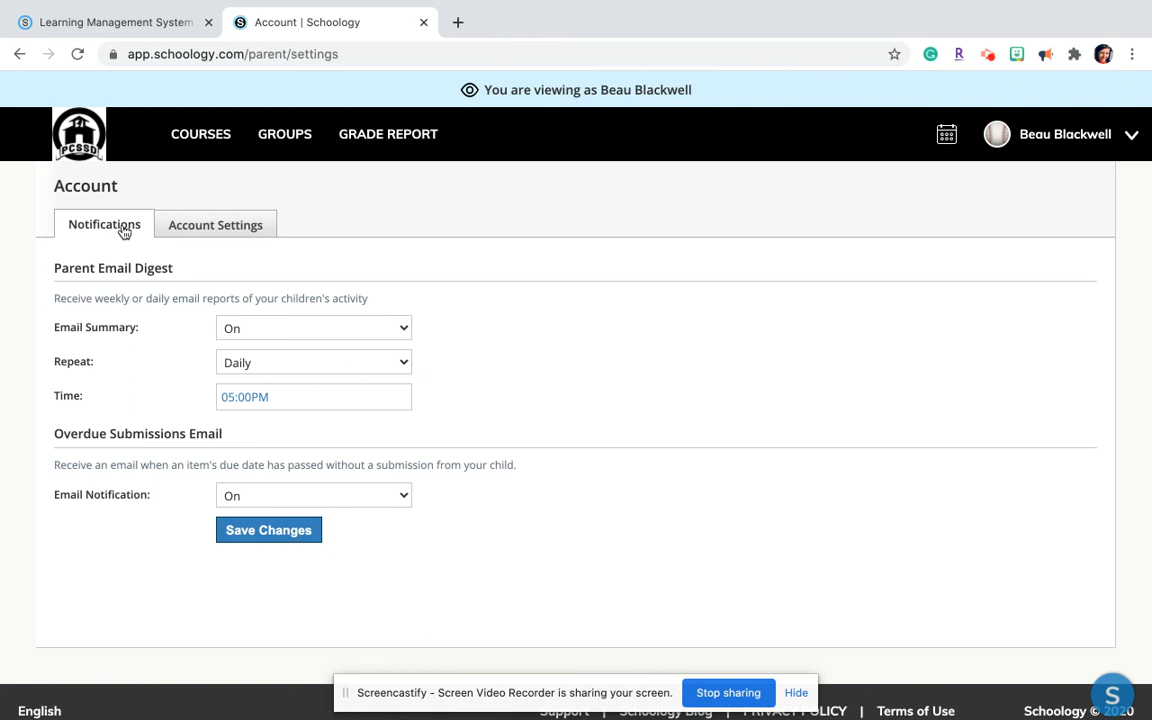 Learning Management System
Account | Schoology
app.schoology.com/parent/settings
You are viewing as Beau Blackwell
PCSSD
COURSES
GROUPS
GRADE REPORT
Beau Blackwell
Account
Notifications
Account Settings
Parent Email Digest
Receive weekly or daily email reports of your children's activity
Email Summary:
On
Repeat:
Daily
Time:
05:00PM
Overdue Submissions Email
Receive an email when an item's due date has passed without a submission from your child.
Email Notification:
On
Save Changes
Screencastify - Screen Video Recorder is sharing your screen.
Stop sharing
Hide
English
Support | Schoology Blog | PRIVACY POLICY | Terms of Use
Schoology © 2020